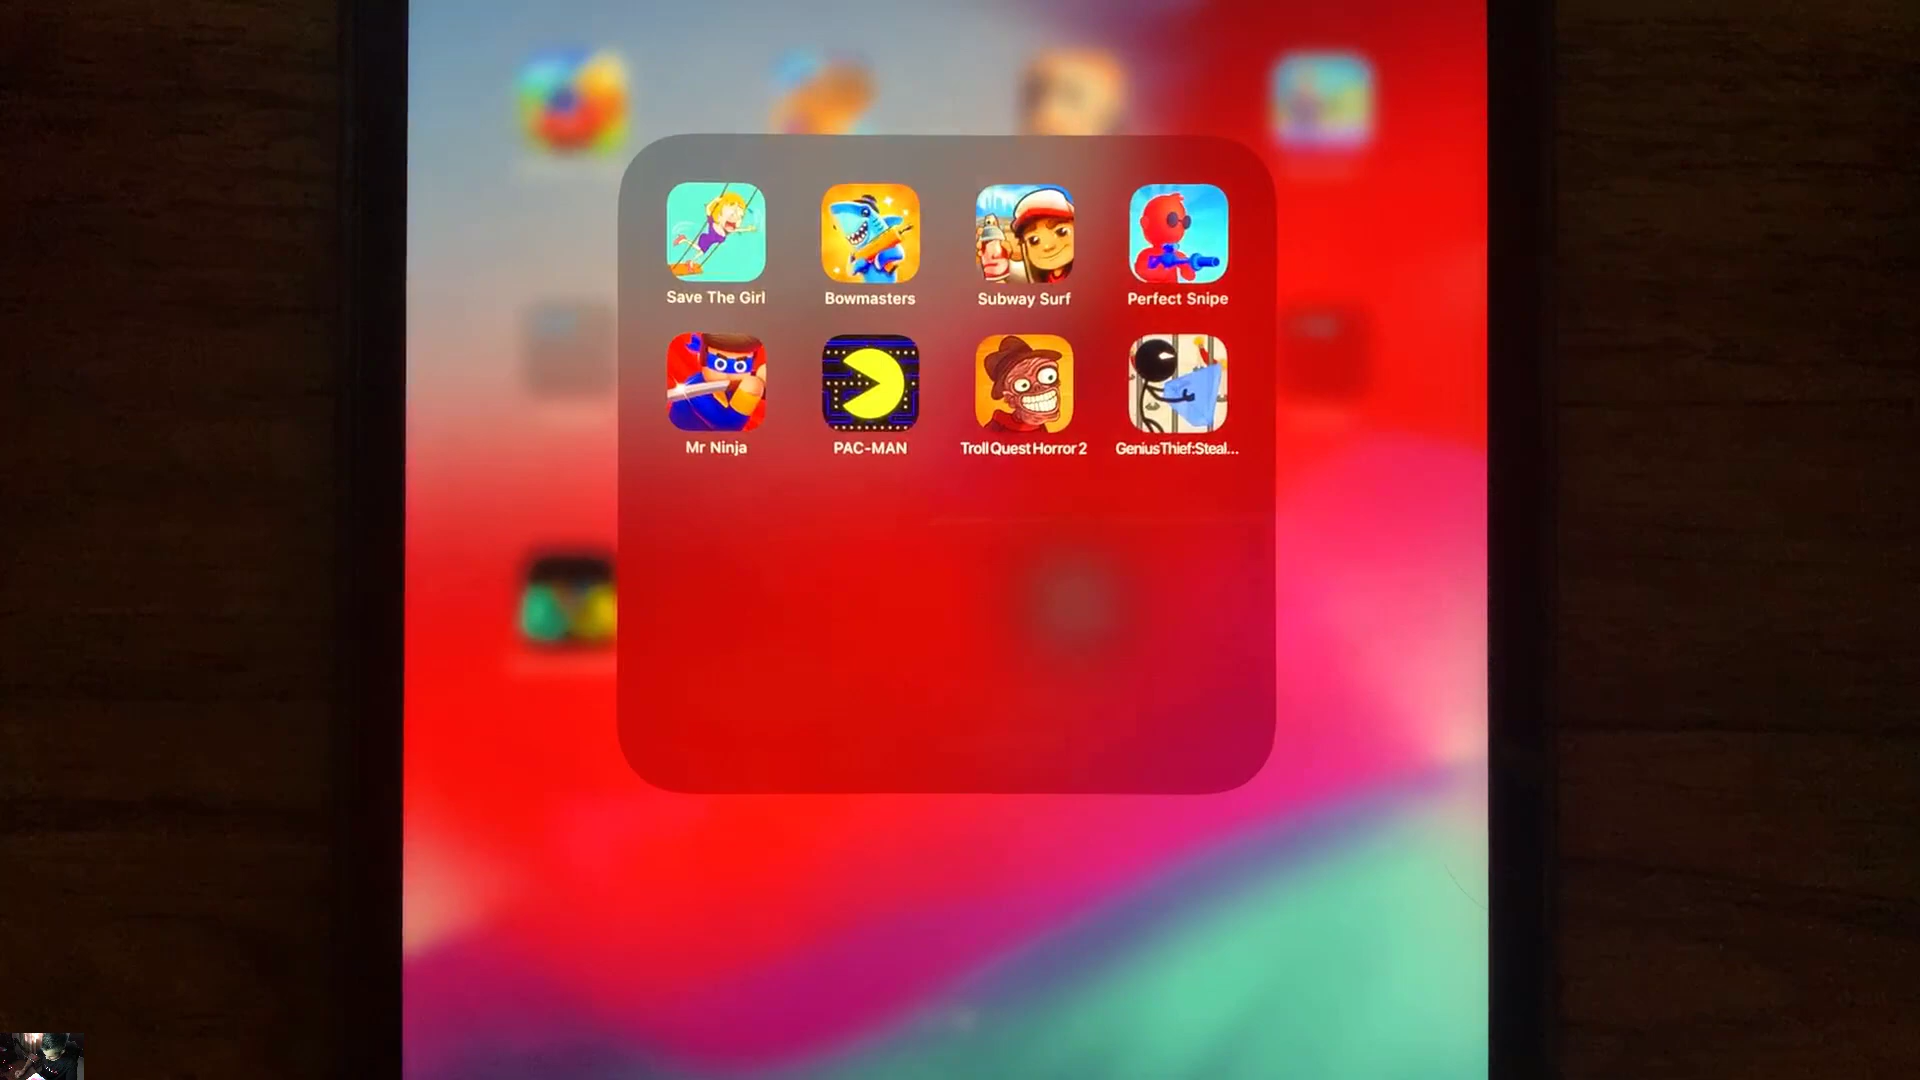 Save The Girl
Bowmasters
Subway Surf
Perfect Snipe
Mr Ninja
PAC-MAN
Troll Quest Horror 2
Genius Thief:Steal...